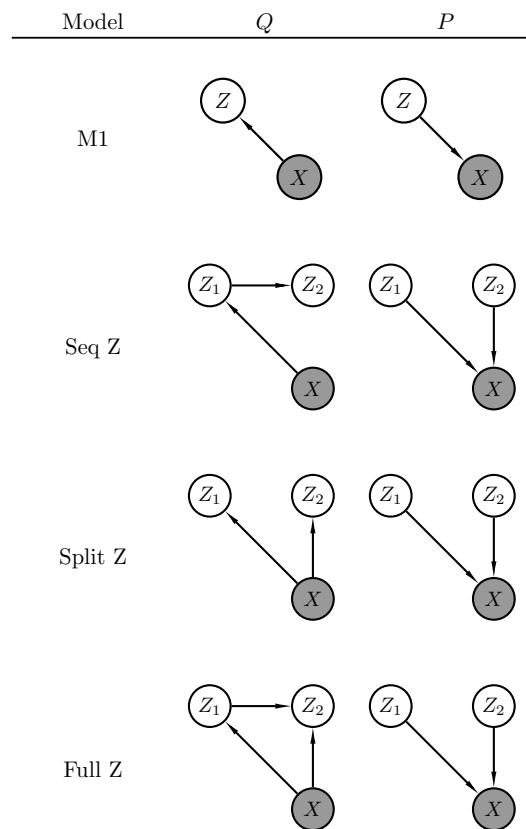 Model Q P
M1
Z Z
X X
Z1 Z2 Z1 Z2
Seq Z
X X
Z1 Z2 Z1 Z2
Split Z
X X
Z1 Z2 Z1 Z2
Full Z
X X